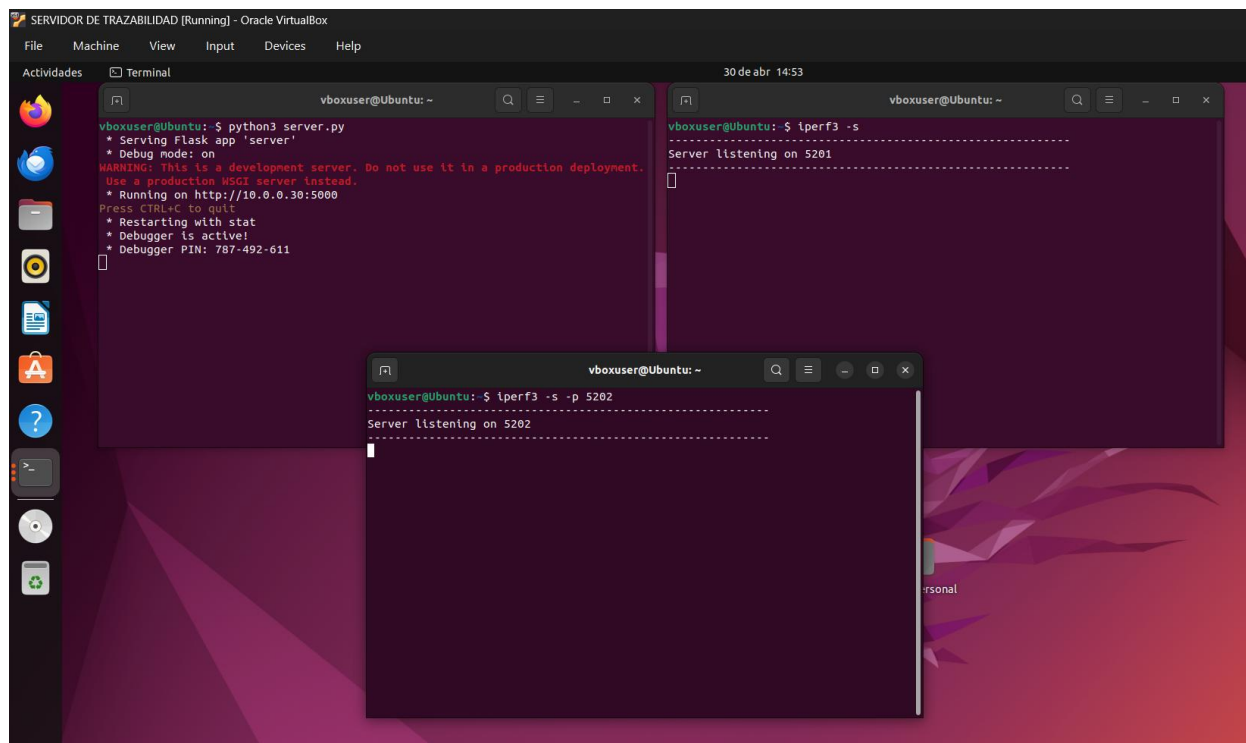 SERVIDOR DE TRAZABILIDAD [Running] - Oracle VirtualBox
File Machine View Input Devices Help
Actividades Terminal 30 de abr 14:53
vboxuser@Ubuntu: ~
vboxuser@Ubuntu:~$ python3 server.py
* Serving Flask app 'server'
* Debug mode: on
WARNING: This is a development server. Do not use it in a production deployment.
Use a production WSGI server instead.
* Running on http://10.0.0.30:5000
Press CTRL+C to quit
* Restarting with stat
* Debugger is active!
* Debugger PIN: 787-492-611
vboxuser@Ubuntu: ~
vboxuser@Ubuntu:~$ iperf3 -s
-----------------------------------------------------------
Server listening on 5201
-----------------------------------------------------------
vboxuser@Ubuntu: ~
vboxuser@Ubuntu:~$ iperf3 -s -p 5202
-----------------------------------------------------------
Server listening on 5202
-----------------------------------------------------------
ersonal